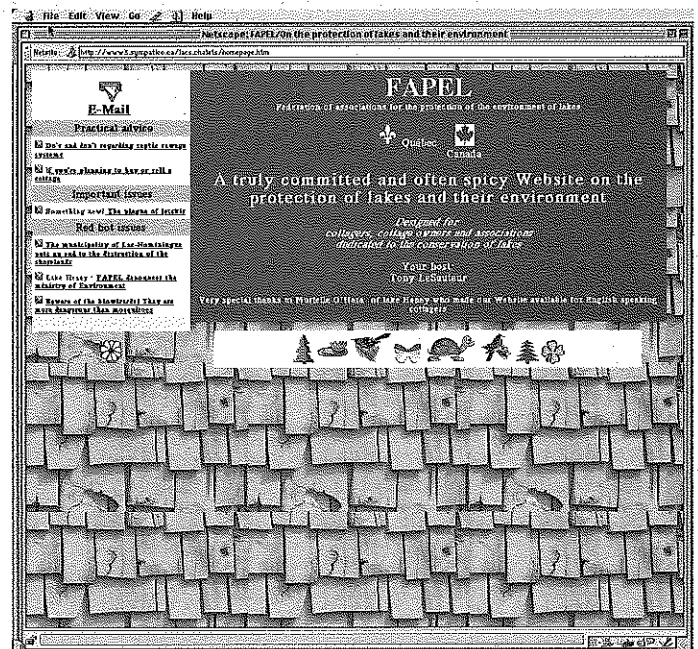 File Edit View Go Help
Netscape: FAPEL/On the protection of lakes and their environment
Netsite: http://www3.sympatico.ca/lacs.chalets/homepage.htm
E-Mail
Practical advice
Do's and don't regarding septic sewage
systems
If you're planning to buy or sell a
cottage
Important issues
Something new! The plague of jetskis
Red hot issues
The municipality of Lac-Nominingue
puts an end to the destruction of the
shorelands
Lake Heney - FAPEL denounces the
ministry of Environment
Beware of the blowisticks! They are
more dangerous than mosquitoes
FAPEL
Federation of associations for the protection of the environment of lakes
Québec
Canada
A truly committed and often spicy Website on the
protection of lakes and their environment
Designed for
cottagers, cottage owners and associations
dedicated to the conservation of lakes
Your host
Tony LeSauteur
Very special thanks to Murielle O'Hara of lake Heney who made our Website available for English speaking
cottagers